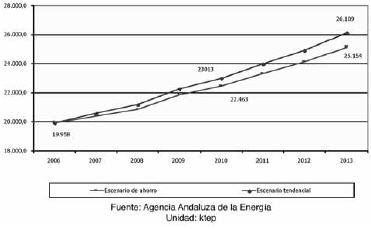 28.000,0
26.109
26.000,0
25.154
24.000,0
23013
22.463
22.000,0
20.000,0
19.958
18.000,0
2006 2007 2008 2009 2010 2011 2012 2013
Escenario de ahorro Escenario tendencial
Fuente: Agencia Andaluza de la Energía
Unidad: ktep